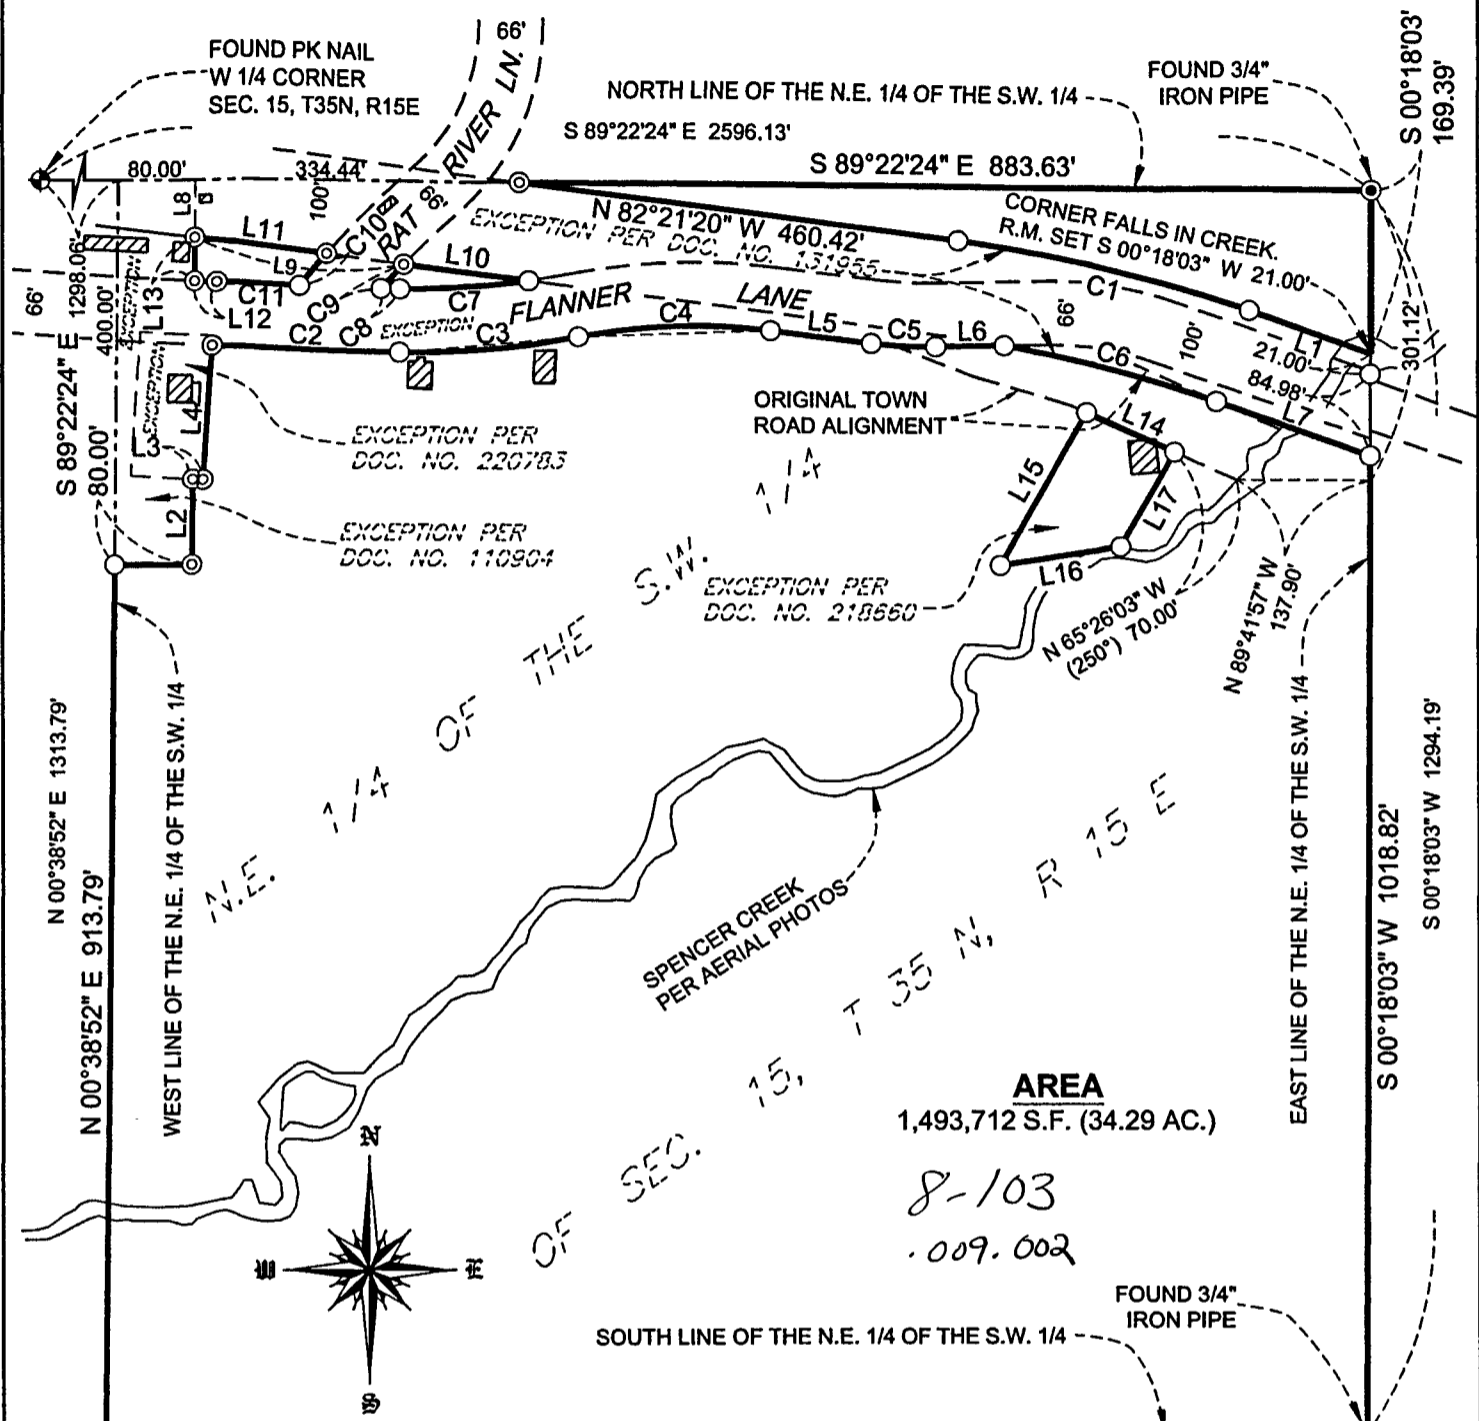 66'
FOUND PK NAIL
W 1/4 CORNER
SEC. 15, T35N, R15E
RAT RIVER LN.
66'
NORTH LINE OF THE N.E. 1/4 OF THE S.W. 1/4
FOUND 3/4"
IRON PIPE
S 00°18'03'
169.39'
S 89°22'24" E 2596.13'
S 89°22'24" E 883.63'
80.00'
334.44'
100'
L8
L11
C10
L9
L10
N 82°21'20" W 460.42'
EXCEPTION PER DOC. NO. 131955
CORNER FALLS IN CREEK.
R.M. SET S 00°18'03" W 21.00'
66'
S 89°22'24" E 1298.06'
400.00'
EXCEPTION
L13
C11
L12
C9
C8
C7
C2
EXCEPTION
C3
FLANNER LANE
C4
L5
C5
L6
C1
66'
C6
100'
L1
21.00'
84.98'
301.12'
L7
ORIGINAL TOWN
ROAD ALIGNMENT
L14
L15
L17
L16
EXCEPTION
L3
L4
EXCEPTION PER
DOC. NO. 220783
80.00'
L2
EXCEPTION PER
DOC. NO. 110904
EXCEPTION PER
DOC. NO. 218660
N 65°26'03" W
(250°) 70.00'
N 89°41'57" W
137.90'
N 00°38'52" E 1313.79'
N 00°38'52" E 913.79'
WEST LINE OF THE N.E. 1/4 OF THE S.W. 1/4
N.E. 1/4 OF THE S.W. 1/4
OF SEC. 15, T 35 N, R 15 E
SPENCER CREEK
PER AERIAL PHOTOS
EAST LINE OF THE N.E. 1/4 OF THE S.W. 1/4
S 00°18'03" W 1018.82'
S 00°18'03" W 1294.19'
AREA
1,493,712 S.F. (34.29 AC.)
8-103
.009.002
N
W
E
S
FOUND 3/4"
IRON PIPE
SOUTH LINE OF THE N.E. 1/4 OF THE S.W. 1/4